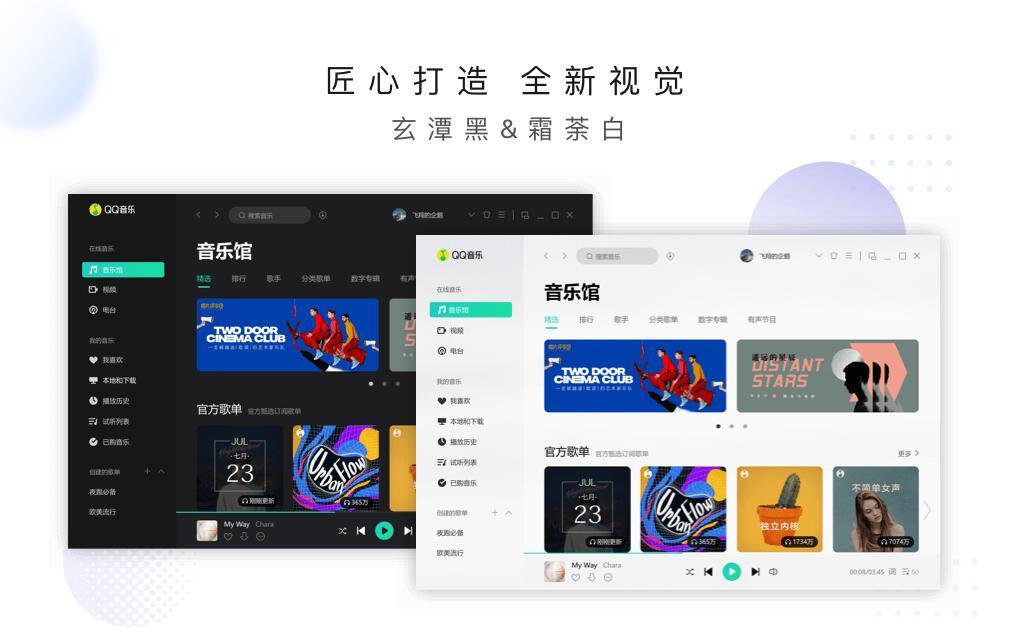 匠心打造 全新视觉
玄潭黑&霜荼白
QQ音乐
搜索音乐
飞翔的企鹅
在线音乐
音乐馆
视频
电台
我的音乐
我喜欢
本地和下载
播放历史
试听列表
已购音乐
创建的歌单
夜跑必备
欧美流行
音乐馆
精选 排行 歌手 分类歌单 数字专辑 有声
TWO DOOR
CINEMA CLUB
官方歌单 官方甄选订阅歌单
JUL
·七月·
23
刚刚更新
Urban Flow
365万
My Way Chara
QQ音乐
搜索音乐
飞翔的企鹅
在线音乐
音乐馆
视频
电台
我的音乐
我喜欢
本地和下载
播放历史
试听列表
已购音乐
创建的歌单
夜跑必备
欧美流行
音乐馆
精选 排行 歌手 分类歌单 数字专辑 有声节目
TWO DOOR
CINEMA CLUB
遥远的星辰
DISTANT
STARS
官方歌单 官方甄选订阅歌单
更多
JUL
·七月·
23
刚刚更新
Urban Flow
365万
独立内核
1734万
不简单女声
7074万
My Way Chara
00:08/03:45 词 50